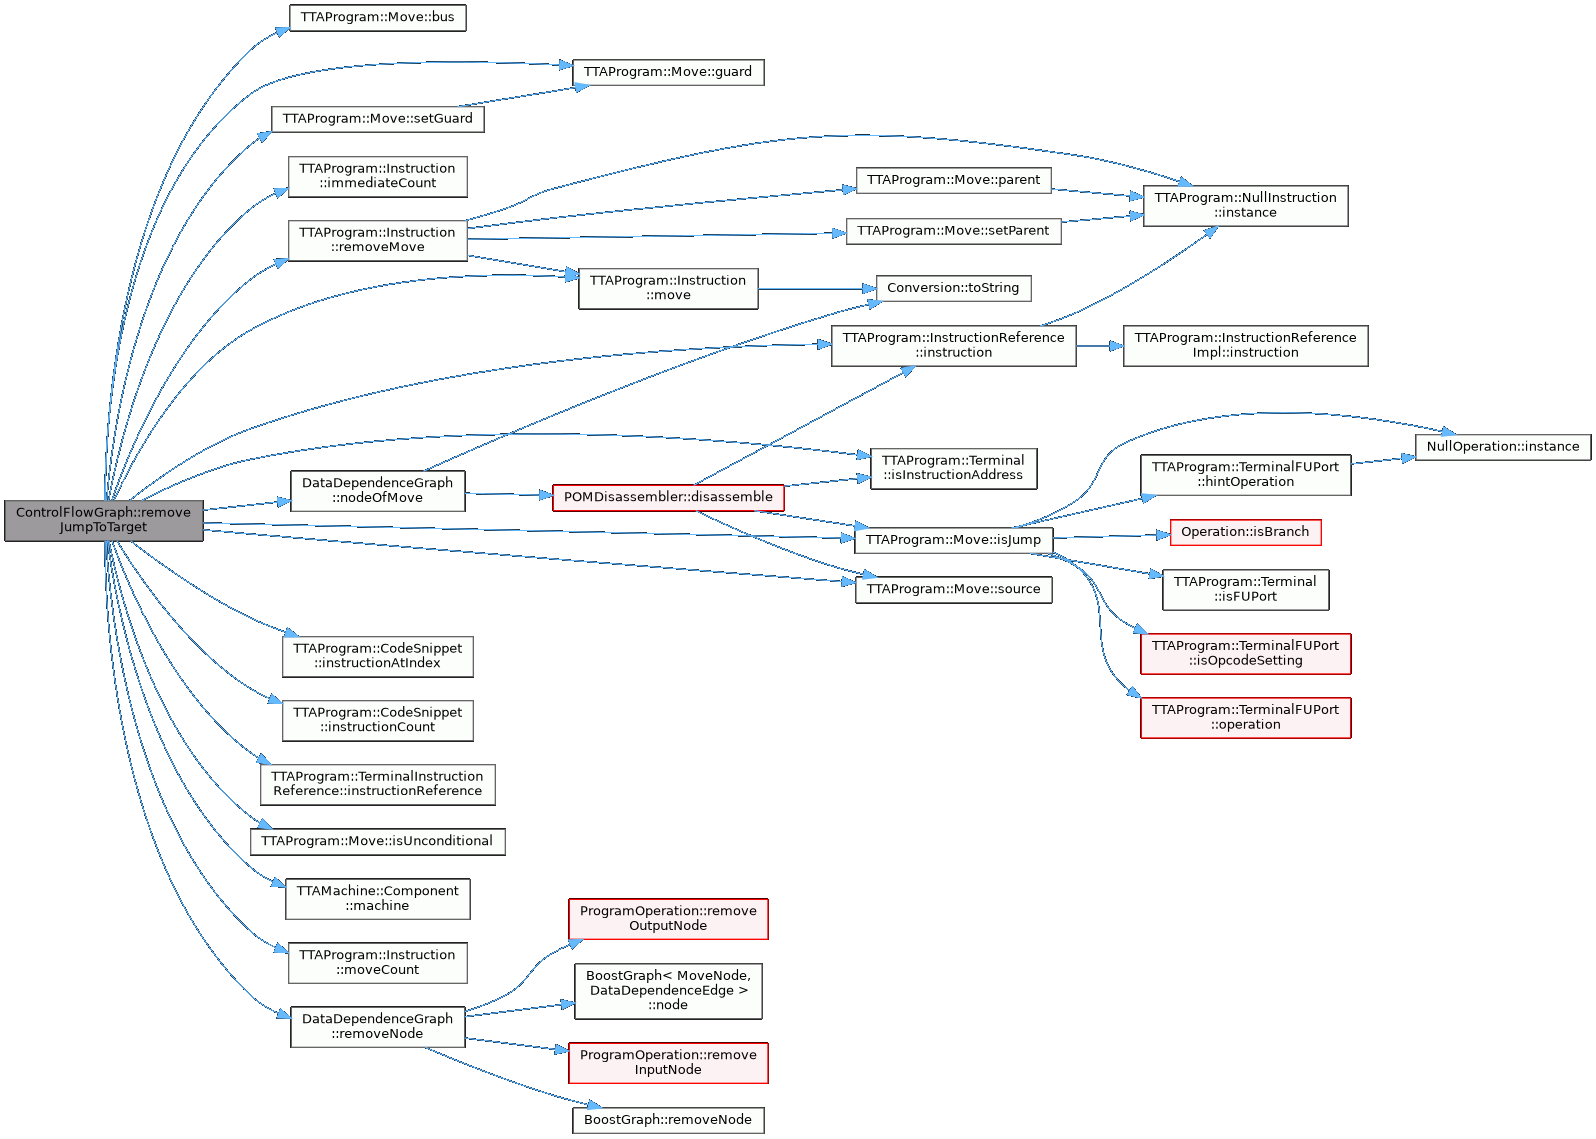 TTAProgram::Move::bus
TTAProgram::Move::guard
TTAProgram::Move::setGuard
TTAProgram::Instruction
::immediateCount
TTAProgram::Move::parent
TTAProgram::NullInstruction
::instance
TTAProgram::Instruction
::removeMove
TTAProgram::Move::setParent
TTAProgram::Instruction
::move
Conversion::toString
TTAProgram::InstructionReference
::instruction
TTAProgram::InstructionReference
Impl::instruction
NullOperation::instance
TTAProgram::Terminal
::isInstructionAddress
TTAProgram::TerminalFUPort
::hintOperation
DataDependenceGraph
::nodeOfMove
POMDisassembler::disassemble
ControlFlowGraph::remove
JumpToTarget
TTAProgram::Move::isJump
Operation::isBranch
TTAProgram::Move::source
TTAProgram::Terminal
::isFUPort
TTAProgram::CodeSnippet
::instructionAtIndex
TTAProgram::TerminalFUPort
::isOpcodeSetting
TTAProgram::CodeSnippet
::instructionCount
TTAProgram::TerminalFUPort
::operation
TTAProgram::TerminalInstruction
Reference::instructionReference
TTAProgram::Move::isUnconditional
TTAMachine::Component
::machine
ProgramOperation::remove
OutputNode
TTAProgram::Instruction
::moveCount
BoostGraph< MoveNode,
DataDependenceEdge >
::node
DataDependenceGraph
::removeNode
ProgramOperation::remove
InputNode
BoostGraph::removeNode